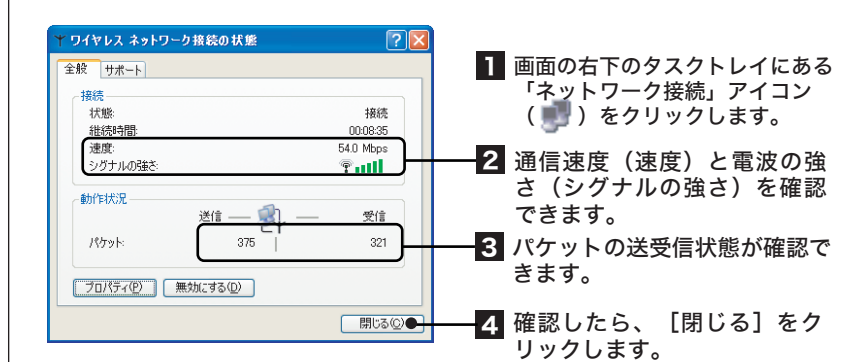 ワイヤレス ネットワーク接続の状態
全般 サポート
接続
状態: 接続
継続時間: 00:08:35
速度: 54.0 Mbps
シグナルの強さ:
動作状況
送信 受信
パケット: 375 321
プロパティ(P) 無効にする(D)
閉じる(C)
1 画面の右下のタスクトレイにある
「ネットワーク接続」アイコン
( )をクリックします。
2 通信速度(速度)と電波の強
さ(シグナルの強さ)を確認
できます。
3 パケットの送受信状態が確認で
きます。
4 確認したら、[閉じる]をク
リックします。